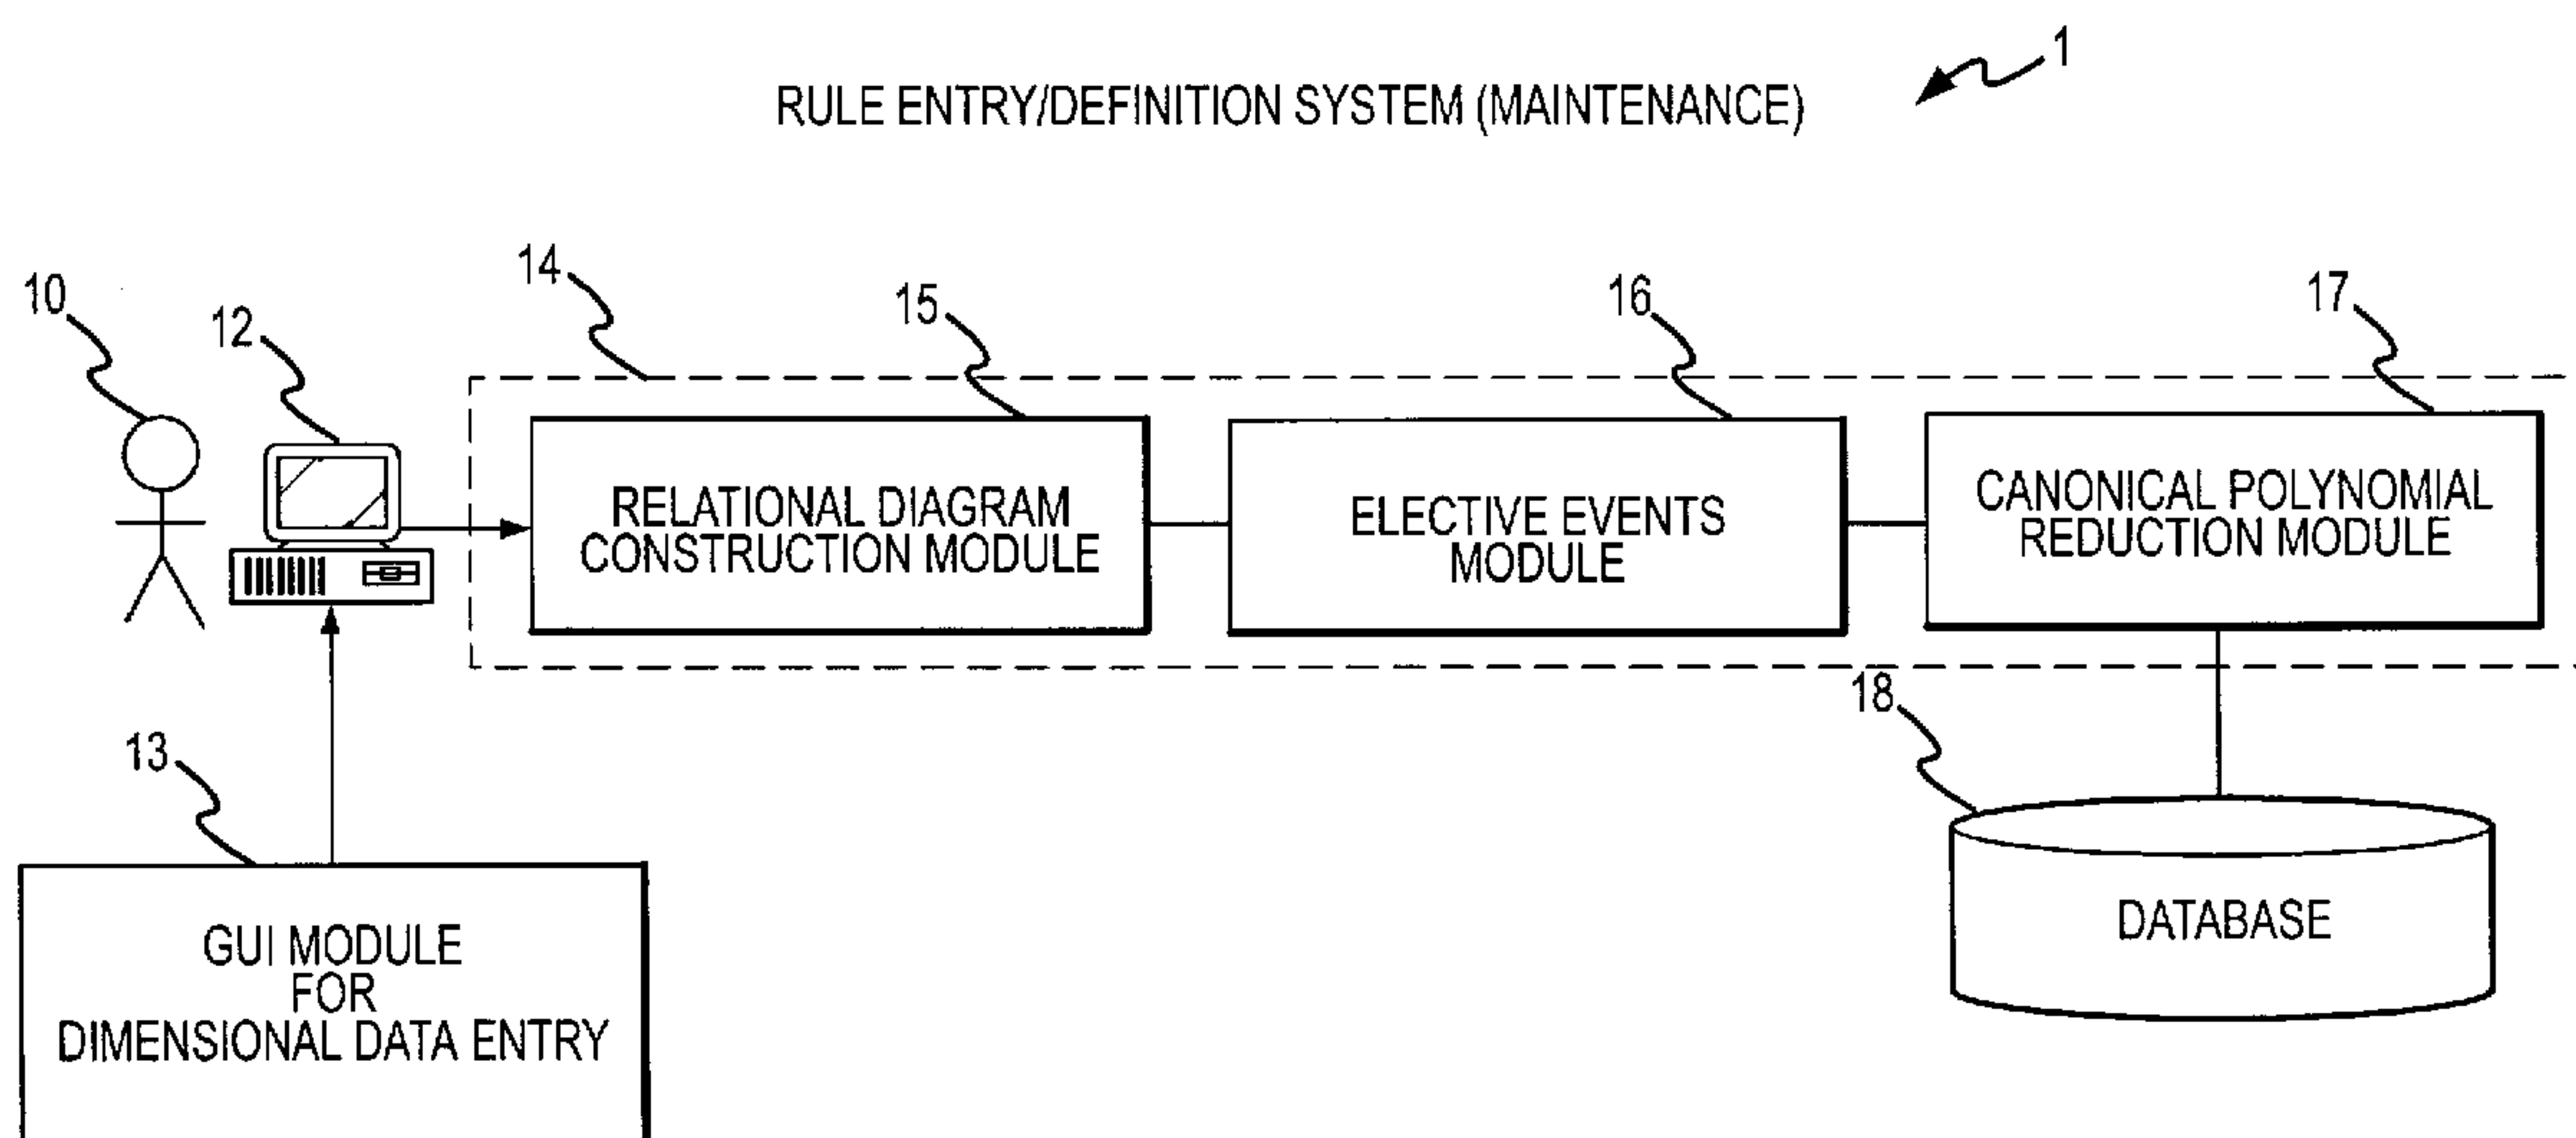 1
RULE ENTRY/DEFINITION SYSTEM (MAINTENANCE)
14
10
15
16
17
12
RELATIONAL DIAGRAM
CONSTRUCTION MODULE
ELECTIVE EVENTS
MODULE
CANONICAL POLYNOMIAL
REDUCTION MODULE
18
13
GUI MODULE
FOR
DIMENSIONAL DATA ENTRY
DATABASE